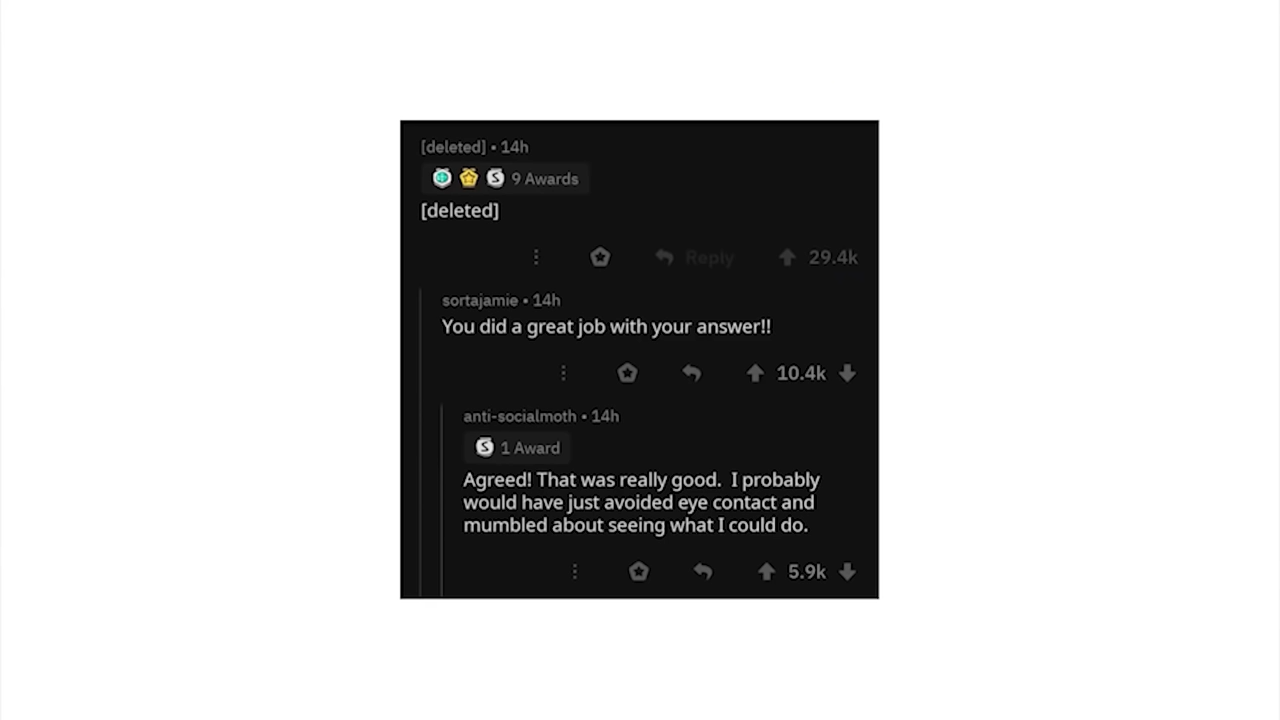 [deleted] • 14h
9 Awards
[deleted]
Reply 29.4k
sortajamie • 14h
You did a great job with your answer!!
10.4k
anti-socialmoth • 14h
S 1 Award
Agreed! That was really good.  I probably
would have just avoided eye contact and
mumbled about seeing what I could do.
5.9k